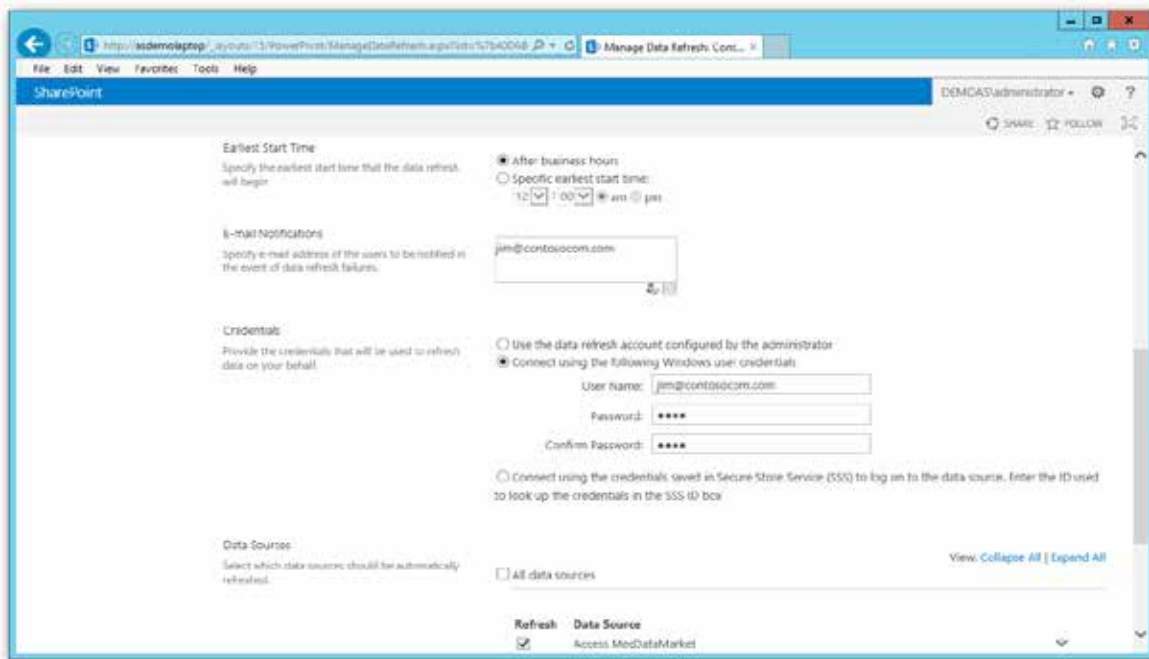 http://asdemolaptop/_layouts/15/PowerPivot/ManageDataRefresh.aspx?
Manage Data Refresh: Cont...
File Edit View Favorites Tools Help
SharePoint
DEMOAS\administrator
SHARE FOLLOW
Earliest Start Time
Specify the earliest start time that the data refresh
will begin
After business hours
Specific earliest start time:
12 : 00 am pm
E-mail Notifications
Specify e-mail address of the users to be notified in
the event of data refresh failures.
jim@contosocom.com
Credentials
Provide the credentials that will be used to refresh
data on your behalf.
Use the data refresh account configured by the administrator
Connect using the following Windows user credentials
User Name: jim@contosocom.com
Password: ••••
Confirm Password: ••••
Connect using the credentials saved in Secure Store Service (SSS) to log on to the data source. Enter the ID used
to look up the credentials in the SSS ID box
Data Sources
Select which data sources should be automatically
refreshed.
View: Collapse All | Expand All
All data sources
Refresh Data Source
Access MedDataMarket